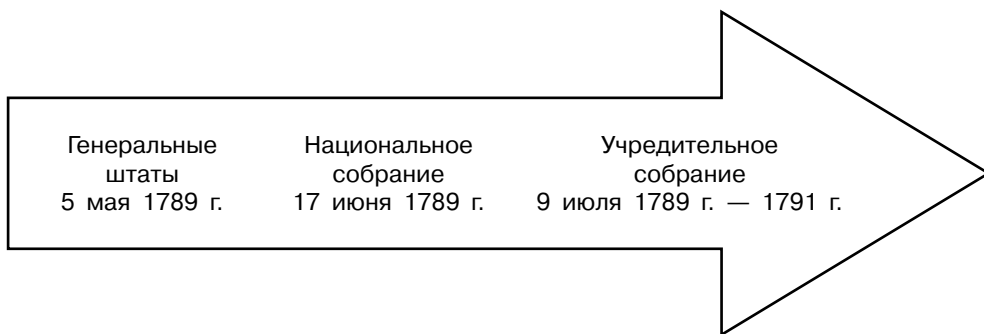 Генеральные
штаты
5 мая 1789 г.
Национальное
собрание
17 июня 1789 г.
Учредительное
собрание
9 июля 1789 г. — 1791 г.